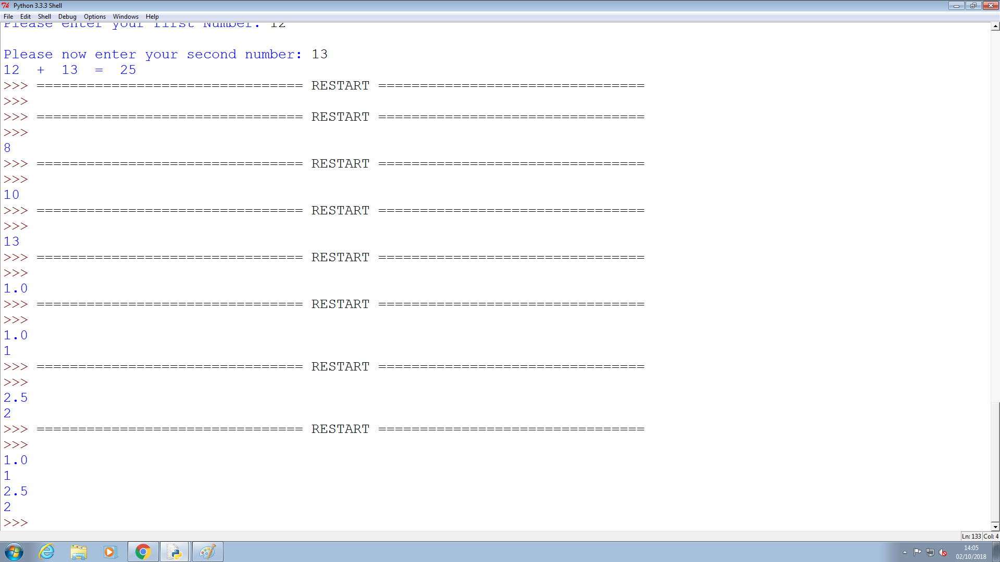 Python 3.3.3 Shell
File Edit Shell Debug Options Windows Help
Please enter your first Number: 12
Please now enter your second number: 13
12  +  13  =  25
>>> ================================ RESTART ================================
>>>
>>> ================================ RESTART ================================
>>>
8
>>> ================================ RESTART ================================
>>>
10
>>> ================================ RESTART ================================
>>>
13
>>> ================================ RESTART ================================
>>>
1.0
>>> ================================ RESTART ================================
>>>
1.0
1
>>> ================================ RESTART ================================
>>>
2.5
2
>>> ================================ RESTART ================================
>>>
1.0
1
2.5
2
>>>
Ln: 133 Col: 4
14:05
02/10/2018